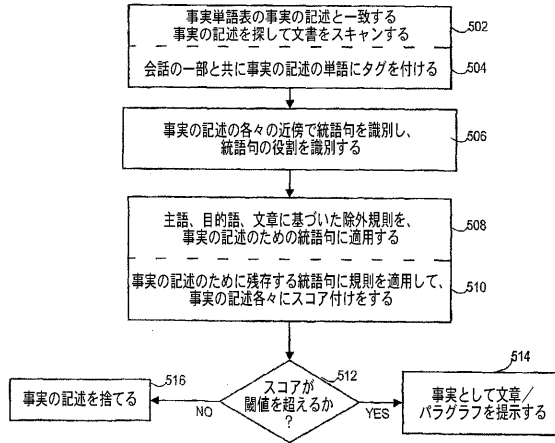 事実単語表の事実の記述と一致する
事実の記述を探して文書をスキャンする
502
会話の一部と共に事実の記述の単語にタグを付ける
504
事実の記述の各々の近傍で統語句を識別し、
統語句の役割を識別する
506
主語、目的語、文章に基づいた除外規則を、
事実の記述のための統語句に適用する
508
事実の記述のために残存する統語句に規則を適用して、
事実の記述各々にスコア付けをする
510
スコアが
閾値を超えるか
?
512
NO
YES
516
事実の記述を捨てる
514
事実として文章/
パラグラフを提示する